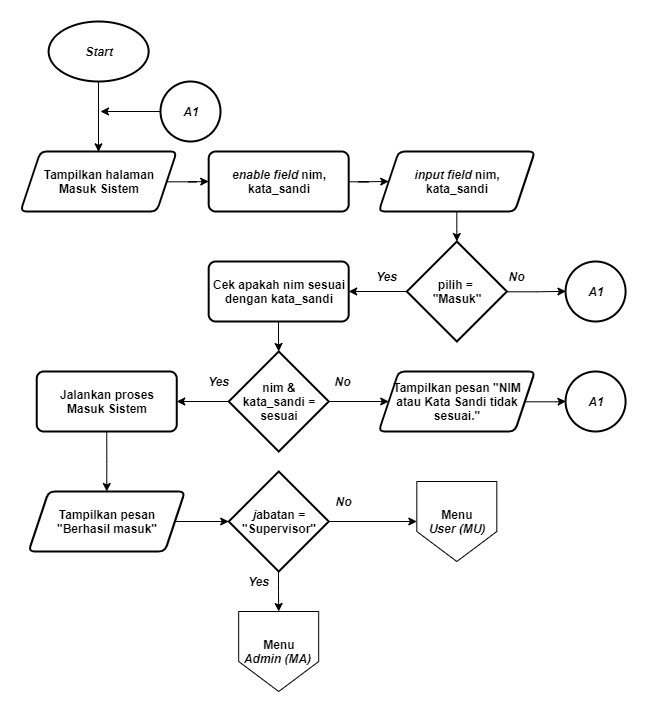 Start
A1
Tampilkan halaman
Masuk Sistem
enable field nim,
kata_sandi
input field nim,
kata_sandi
Cek apakah nim sesuai
dengan kata_sandi
Yes
pilih =
"Masuk"
No
A1
Jalankan proses
Masuk Sistem
Yes
nim &
kata_sandi =
sesuai
No
Tampilkan pesan "NIM
atau Kata Sandi tidak
sesuai."
A1
Tampilkan pesan
"Berhasil masuk"
jabatan =
"Supervisor"
No
Menu
User (MU)
Yes
Menu
Admin (MA)